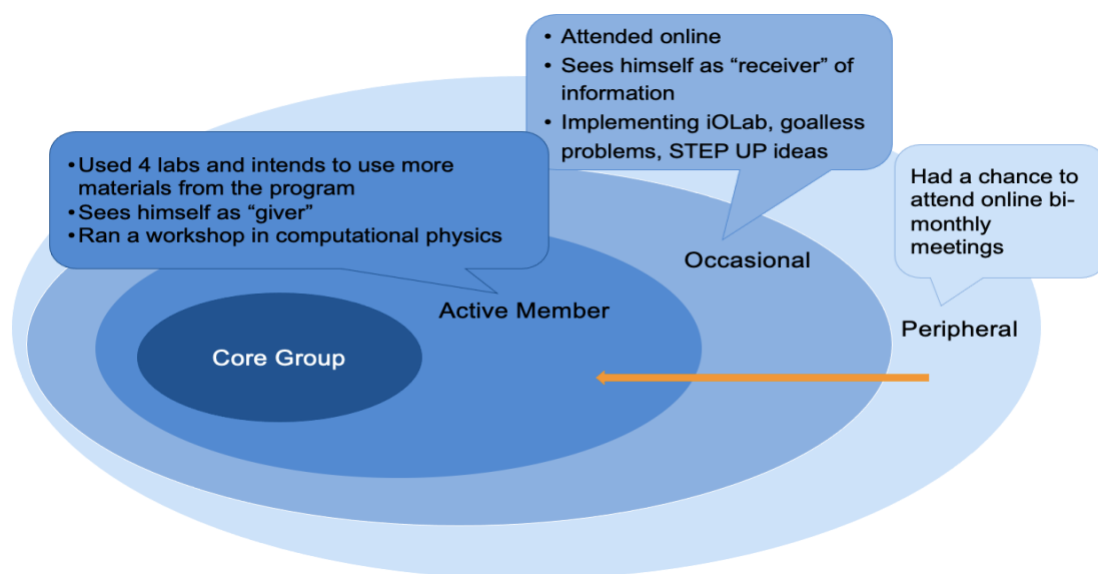 • Attended online
• Sees himself as “receiver” of
information
• Implementing iOLab, goalless
problems, STEP UP ideas
• Used 4 labs and intends to use more
materials from the program
• Sees himself as “giver”
• Ran a workshop in computational physics
Had a chance to
attend online bi-
monthly
meetings
Occasional
Active Member
Peripheral
Core Group